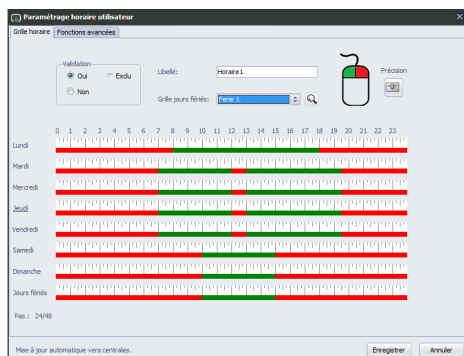 Paramétrage horaire utilisateur
Grille horaire Fonctions avancées
Validation
Oui Exclu
Non
Libellé: Horaire1
Précision
Grille jours fériés: Ferie 1
0 1 2 3 4 5 6 7 8 9 10 11 12 13 14 15 16 17 18 19 20 21 22 23
Lundi
Mardi
Mercredi
Jeudi
Vendredi
Samedi
Dimanche
Jours fériés
Pas : 24/48
Mise à jour automatique vers centrales.
Enregistrer Annuler